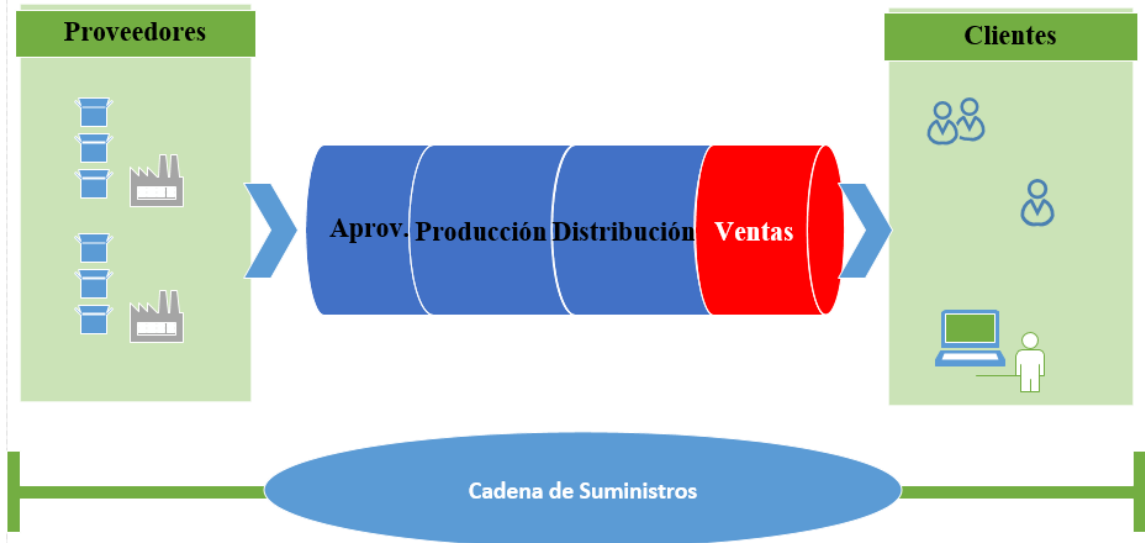 Proveedores
Clientes
Aprov.
Producción
Distribución
Ventas
Cadena de Suministros